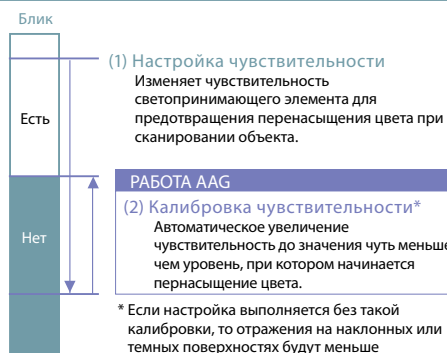 Блик
(1) Настройка чувствительности
Изменяет чувствительность
светопринимающего элемента для
Есть
предотвращения перенасыщения цвета при
сканировании объекта.
РАБОТА AAG
(2) Калибровка чувствительности*
Автоматическое увеличение
Нет
чувствительность до значения чуть меньше
чем уровень, при котором начинается
пернасыщение цвета.
* Если настройка выполняется без такой
калибровки, то отражения на наклонных или
темных поверхностях будут меньше